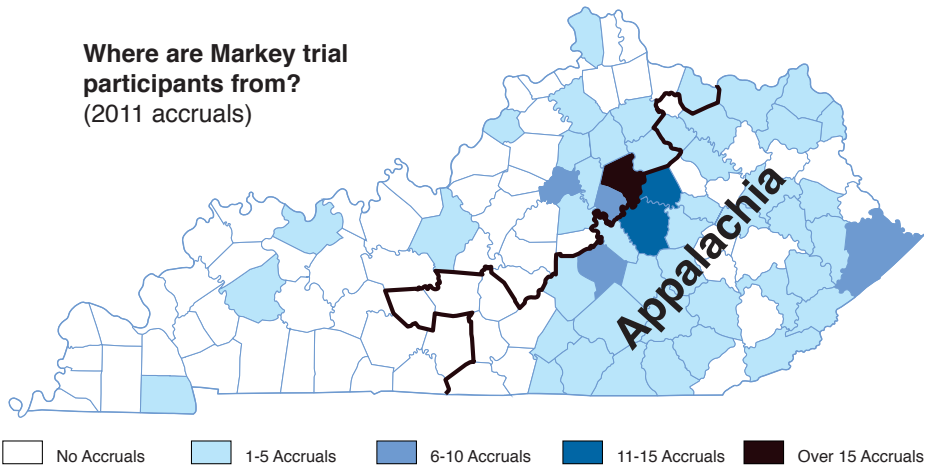 Where are Markey trial
participants from?
(2011 accruals)
Appalachia
No Accruals
1-5 Accruals
6-10 Accruals
11-15 Accruals
Over 15 Accruals